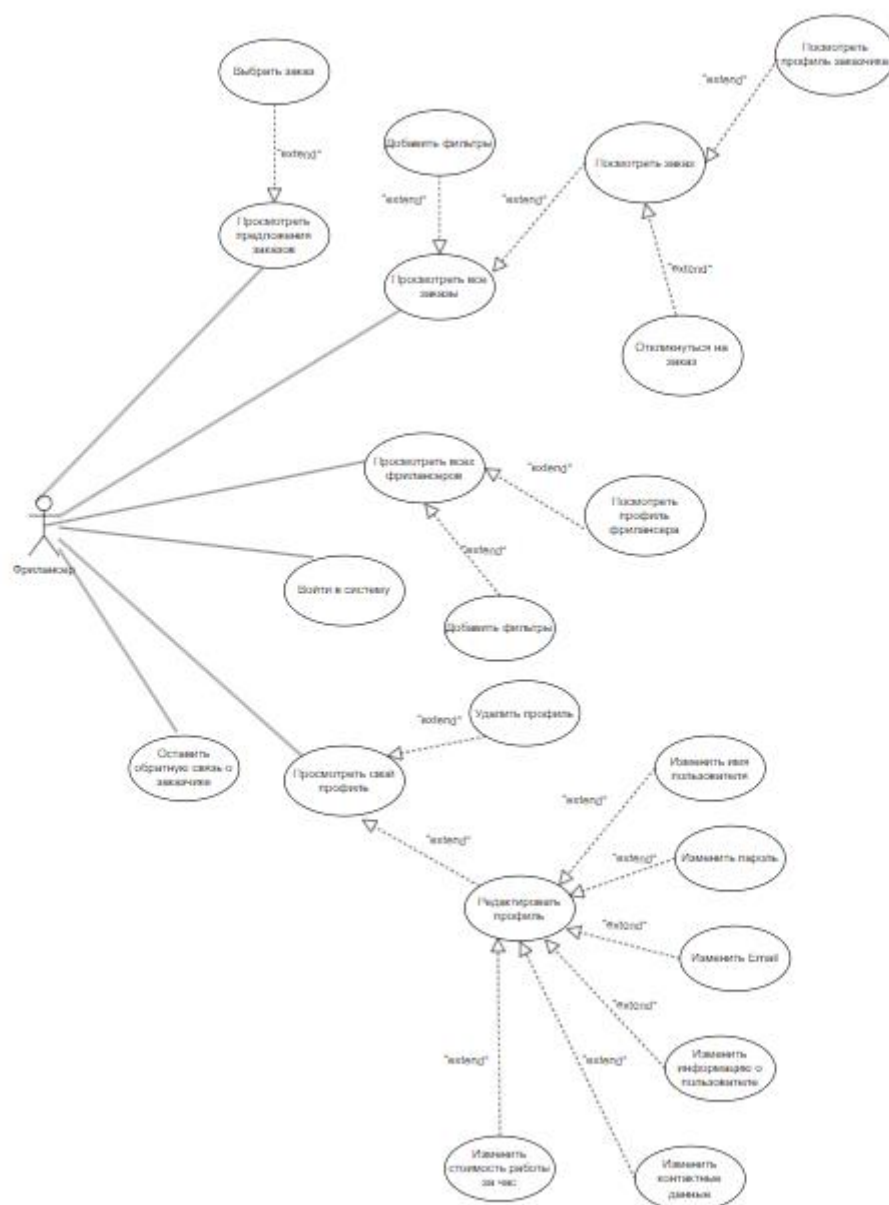 Посмотреть
профиль заказчика
Выбрать заказ
"extend"
Добавить фильтры
"extend"
Посмотреть заказ
"extend"
"extend"
Просмотреть
предложения
заказов
Просмотреть все
заказы
"extend"
Откликнуться на
заказ
Просмотреть всех
фрилансеров
"extend"
Посмотреть
профиль
фрилансера
"extend"
Фрилансер
Войти в систему
Добавить фильтры
Удалить профиль
"extend"
Оставить
обратную связь о
заказчике
Просмотреть свой
профиль
Изменить имя
пользователя
"extend"
"extend"
"extend"
Изменить пароль
Редактировать
профиль
"extend"
Изменить Email
"extend"
"extend"
"extend"
Изменить
информацию о
пользователе
Изменить
стоимость работы
за час
Изменить
контактные
данные